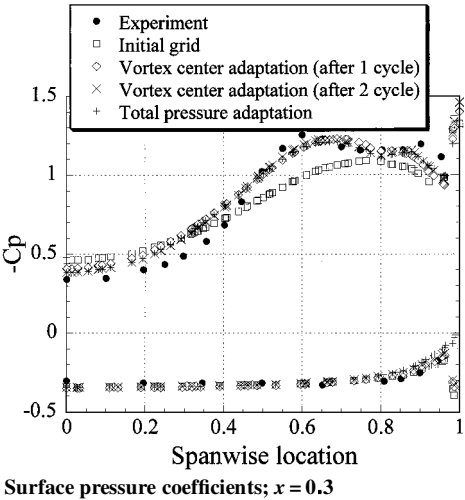 Experiment
Initial grid
Vortex center adaptation (after 1 cycle)
Vortex center adaptation (after 2 cycle)
Total pressure adaptation
1.5
1
0.5
0
-0.5
-Cp
0 0.2 0.4 0.6 0.8 1
Spanwise location
Surface pressure coefficients; x = 0.3